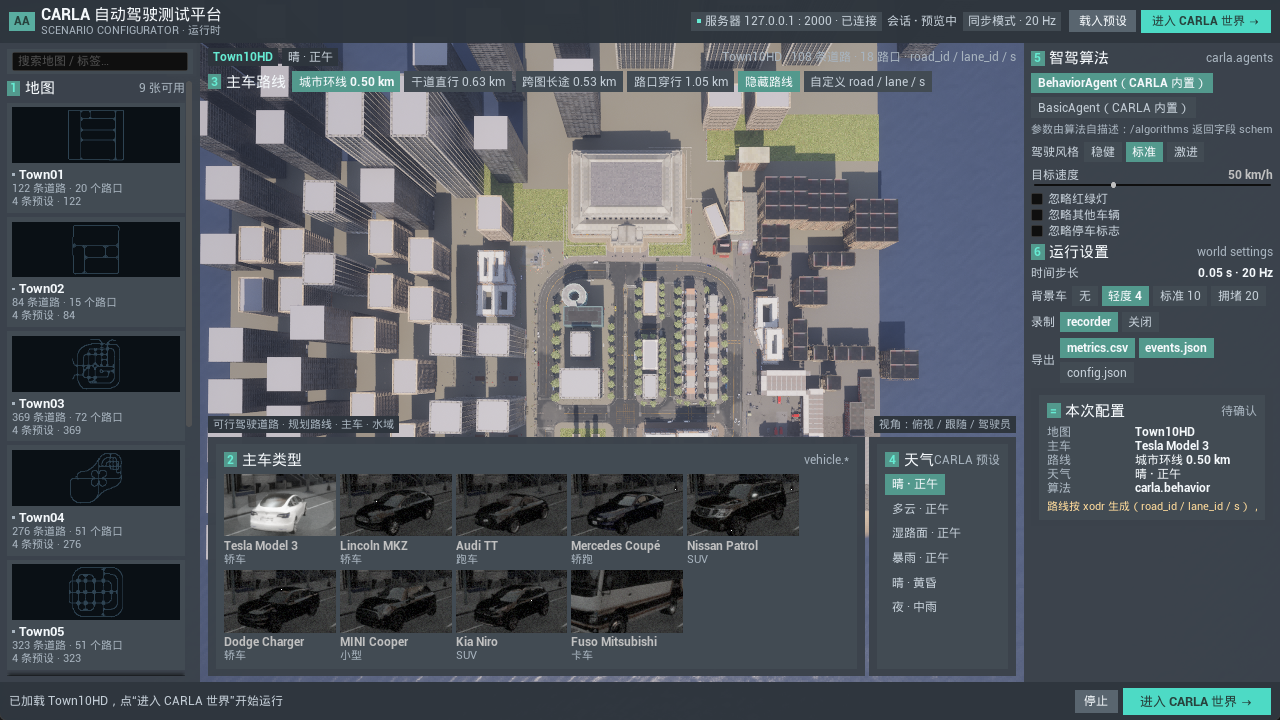 AA
CARLA 自动驾驶测试平台
SCENARIO CONFIGURATOR · 运行时
服务器 127.0.0.1 : 2000 · 已连接
会话 · 预览中
同步模式 · 20 Hz
载入预设
进入 CARLA 世界 →
搜索地图 / 标签...
1 地图
9 张可用
Town01
122 条道路 · 20 个路口
4 条预设 · 122
Town02
84 条道路 · 15 个路口
4 条预设 · 84
Town03
369 条道路 · 72 个路口
4 条预设 · 369
Town04
276 条道路 · 51 个路口
4 条预设 · 276
Town05
323 条道路 · 51 个路口
4 条预设 · 323
Town10HD
晴 · 正午
Town10HD · 108 条道路 · 18 路口 · road_id / lane_id / s
3 主车路线
城市环线 0.50 km
干道直行 0.63 km
跨图长途 0.53 km
路口穿行 1.05 km
隐藏路线
自定义 road / lane / s
可行驾驶道路 · 规划路线 · 主车 · 水域
视角：俯视 / 跟随 / 驾驶员
2 主车类型
vehicle.*
Tesla Model 3
轿车
Lincoln MKZ
轿车
Audi TT
跑车
Mercedes Coupé
轿跑
Nissan Patrol
SUV
Dodge Charger
轿车
MINI Cooper
小型
Kia Niro
SUV
Fuso Mitsubishi
卡车
4 天气
CARLA 预设
晴 · 正午
多云 · 正午
湿路面 · 正午
暴雨 · 正午
晴 · 黄昏
夜 · 中雨
5 智驾算法
carla.agents
BehaviorAgent（CARLA 内置）
BasicAgent（CARLA 内置）
参数由算法自描述：/algorithms 返回字段 schem
驾驶风格
稳健
标准
激进
目标速度
50 km/h
忽略红绿灯
忽略其他车辆
忽略停车标志
6 运行设置
world settings
时间步长
0.05 s · 20 Hz
背景车
无
轻度 4
标准 10
拥堵 20
录制
recorder
关闭
导出
metrics.csv
events.json
config.json
= 本次配置
待确认
地图 Town10HD
主车 Tesla Model 3
路线 城市环线 0.50 km
天气 晴 · 正午
算法 carla.behavior
路线按 xodr 生成（road_id / lane_id / s），
已加载 Town10HD，点“进入 CARLA 世界”开始运行
停止
进入 CARLA 世界 →